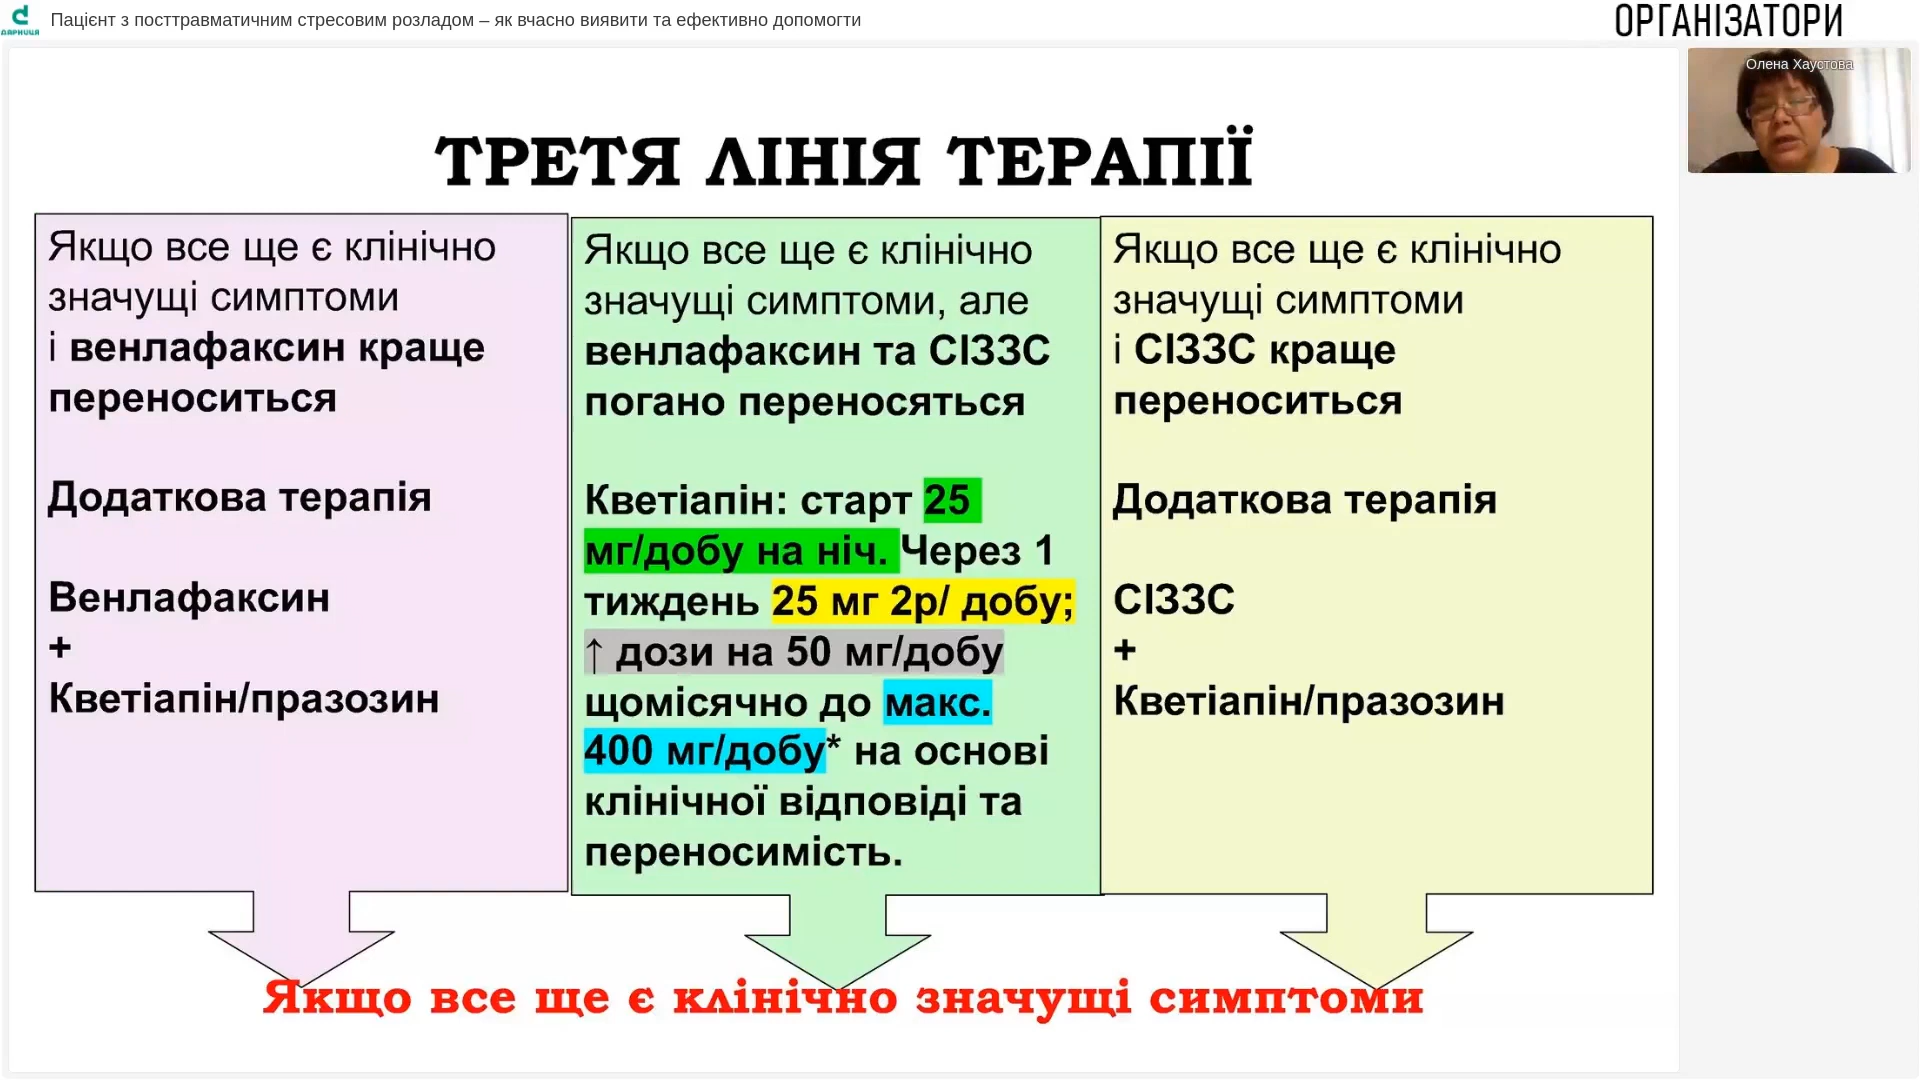 Пацієнт з посттравматичним стресовим розладом – як вчасно виявити та ефективно допомогти
ДАРНИЦЯ
ОРГАНІЗАТОРИ
Олена Хаустова
ТРЕТЯ ЛІНІЯ ТЕРАПІЇ
Якщо все ще є клінічно
значущі симптоми
і венлафаксин краще
переноситься
Додаткова терапія
Венлафаксин
+
Кветіапін/празозин
Якщо все ще є клінічно
значущі симптоми, але
венлафаксин та СІЗЗС
погано переносяться
Кветіапін: старт 25
мг/добу на ніч. Через 1
тиждень 25 мг 2р/ добу;
↑ дози на 50 мг/добу
щомісячно до макс.
400 мг/добу* на основі
клінічної відповіді та
переносимість.
Якщо все ще є клінічно
значущі симптоми
і СІЗЗС краще
переноситься
Додаткова терапія
СІЗЗС
+
Кветіапін/празозин
Якщо все ще є клінічно значущі симптоми